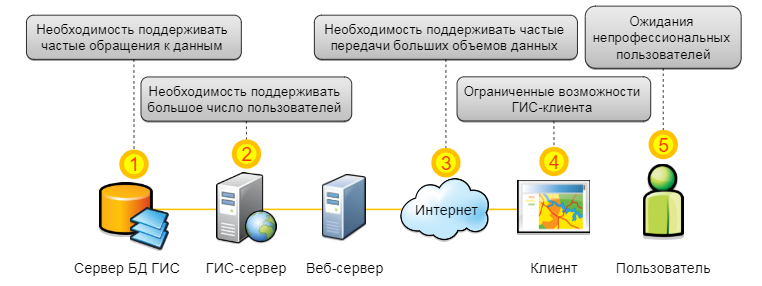 Необходимость поддерживать
частые обращения к данным
Необходимость поддерживать
большое число пользователей
Необходимость поддерживать частые
передачи больших объемов данных
Ограниченные возможности
ГИС-клиента
Ожидания
непрофессиональных
пользователей
1
2
3
4
5
Интернет
Сервер БД ГИС
ГИС-сервер
Веб-сервер
Клиент
Пользователь